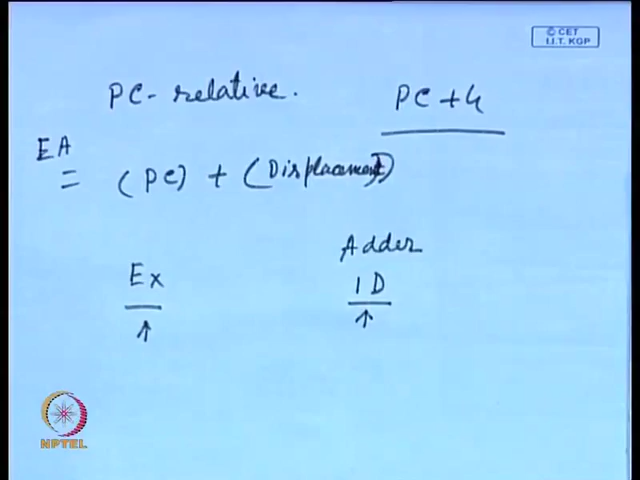 © CET
I.I.T. KGP
PC-relative. PC+4
EA
= (PC) + (Displacement)
Adder
Ex ID
↑ ↑
NPTEL